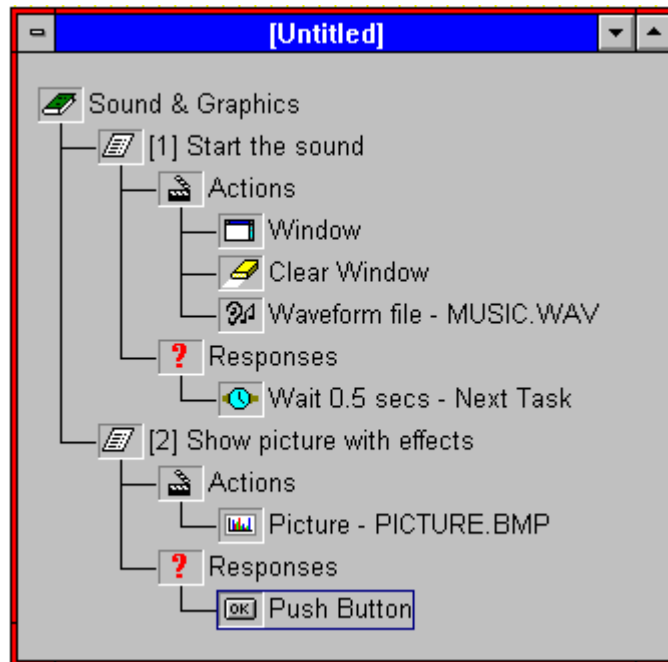 [Untitled]
Sound & Graphics
[1] Start the sound
Actions
Window
Clear Window
Waveform file - MUSIC.WAV
? Responses
Wait 0.5 secs - Next Task
[2] Show picture with effects
Actions
Picture - PICTURE.BMP
? Responses
OK Push Button